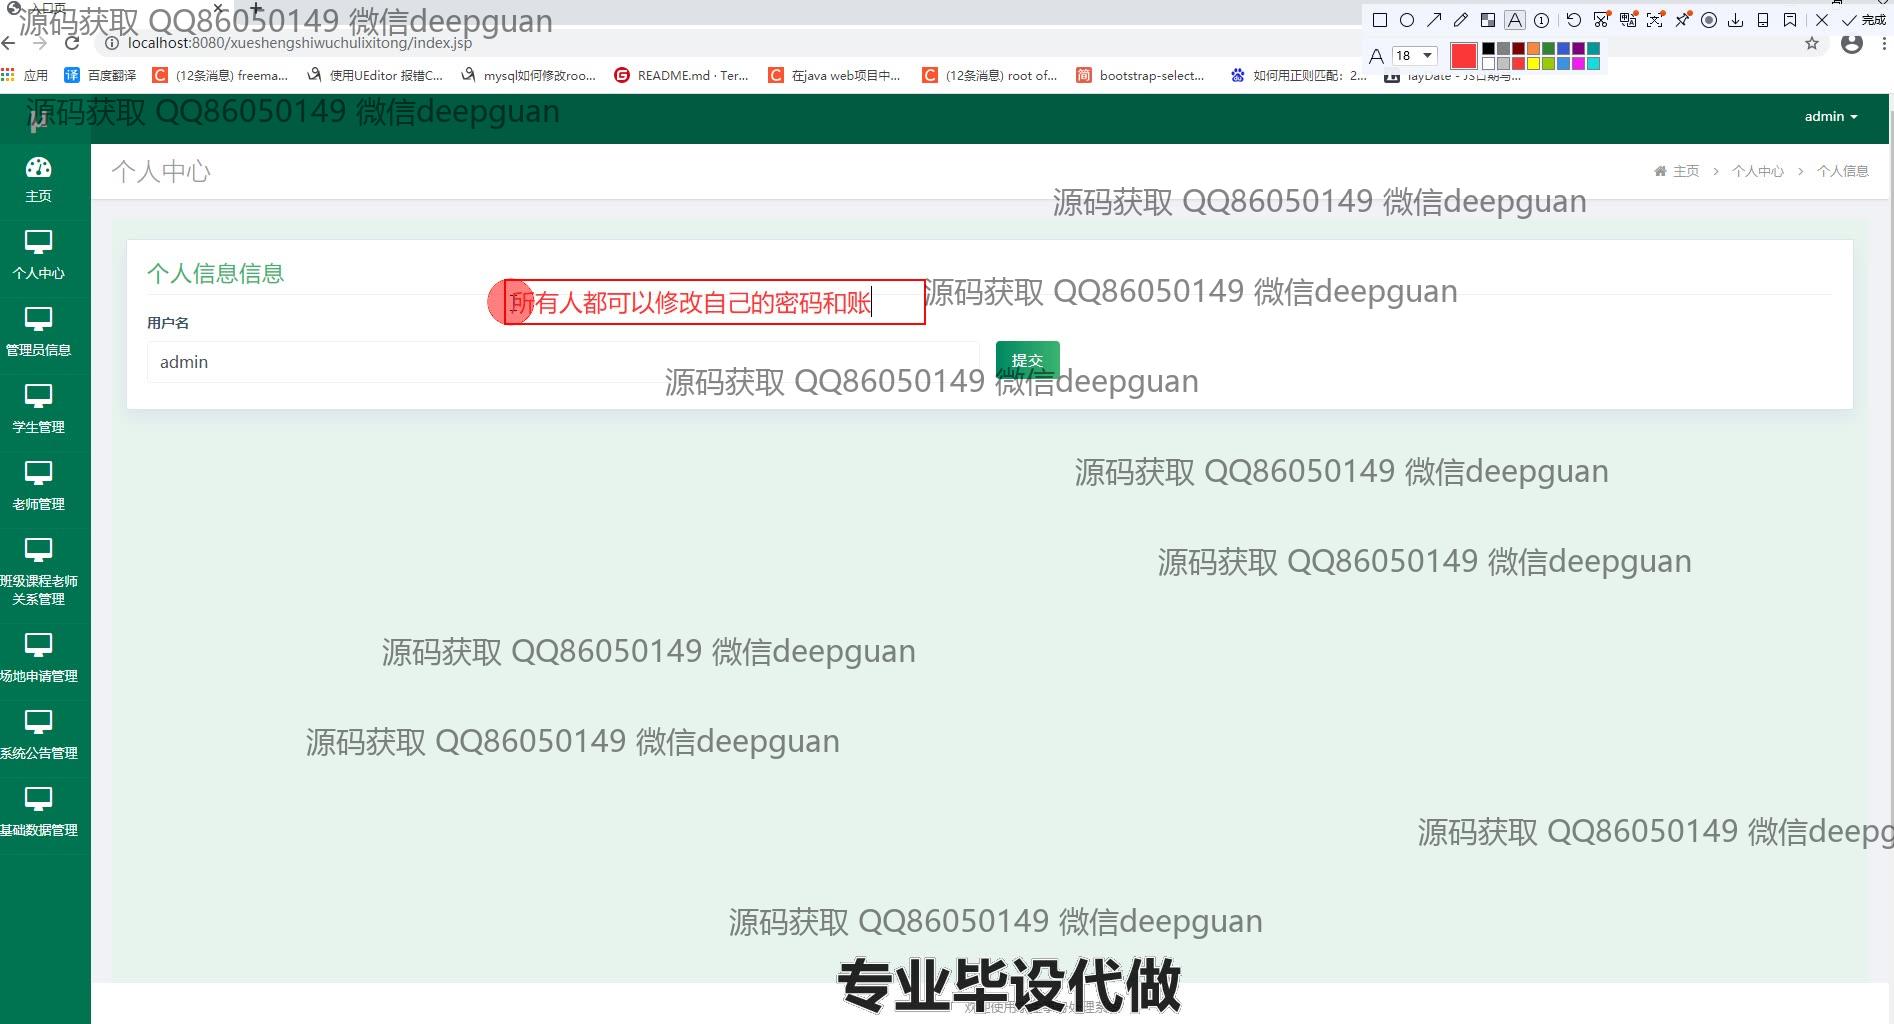 入口页
源码获取 QQ86050149 微信deepguan
localhost:8080/xueshengshiwuchulixitong/index.jsp
完成
A 18
应用 百度翻译 (12条消息) freema... 使用UEditor 报错C... mysql如何修改roo... README.md · Ter... 在java web项目中... (12条消息) root of... bootstrap-select... 如何用正则匹配：2... layDate - JS日期与...
源码获取 QQ86050149 微信deepguan
admin
个人中心
主页 > 个人中心 > 个人信息
主页
源码获取 QQ86050149 微信deepguan
个人中心
个人信息信息
所有人都可以修改自己的密码和账
源码获取 QQ86050149 微信deepguan
用户名
管理员信息
admin
提交
源码获取 QQ86050149 微信deepguan
学生管理
源码获取 QQ86050149 微信deepguan
老师管理
源码获取 QQ86050149 微信deepguan
班级课程老师
关系管理
源码获取 QQ86050149 微信deepguan
场地申请管理
源码获取 QQ86050149 微信deepguan
系统公告管理
基础数据管理
源码获取 QQ86050149 微信deepg
源码获取 QQ86050149 微信deepguan
专业毕设代做